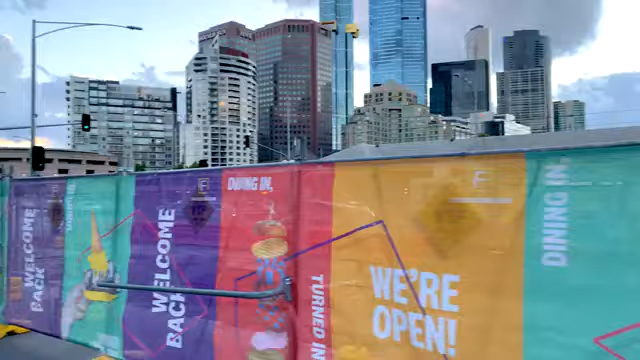 WELCOME
BACK
WELCOME
BACK
DINING IN,
TURNED IN
WE'RE
OPEN!
DINING IN,